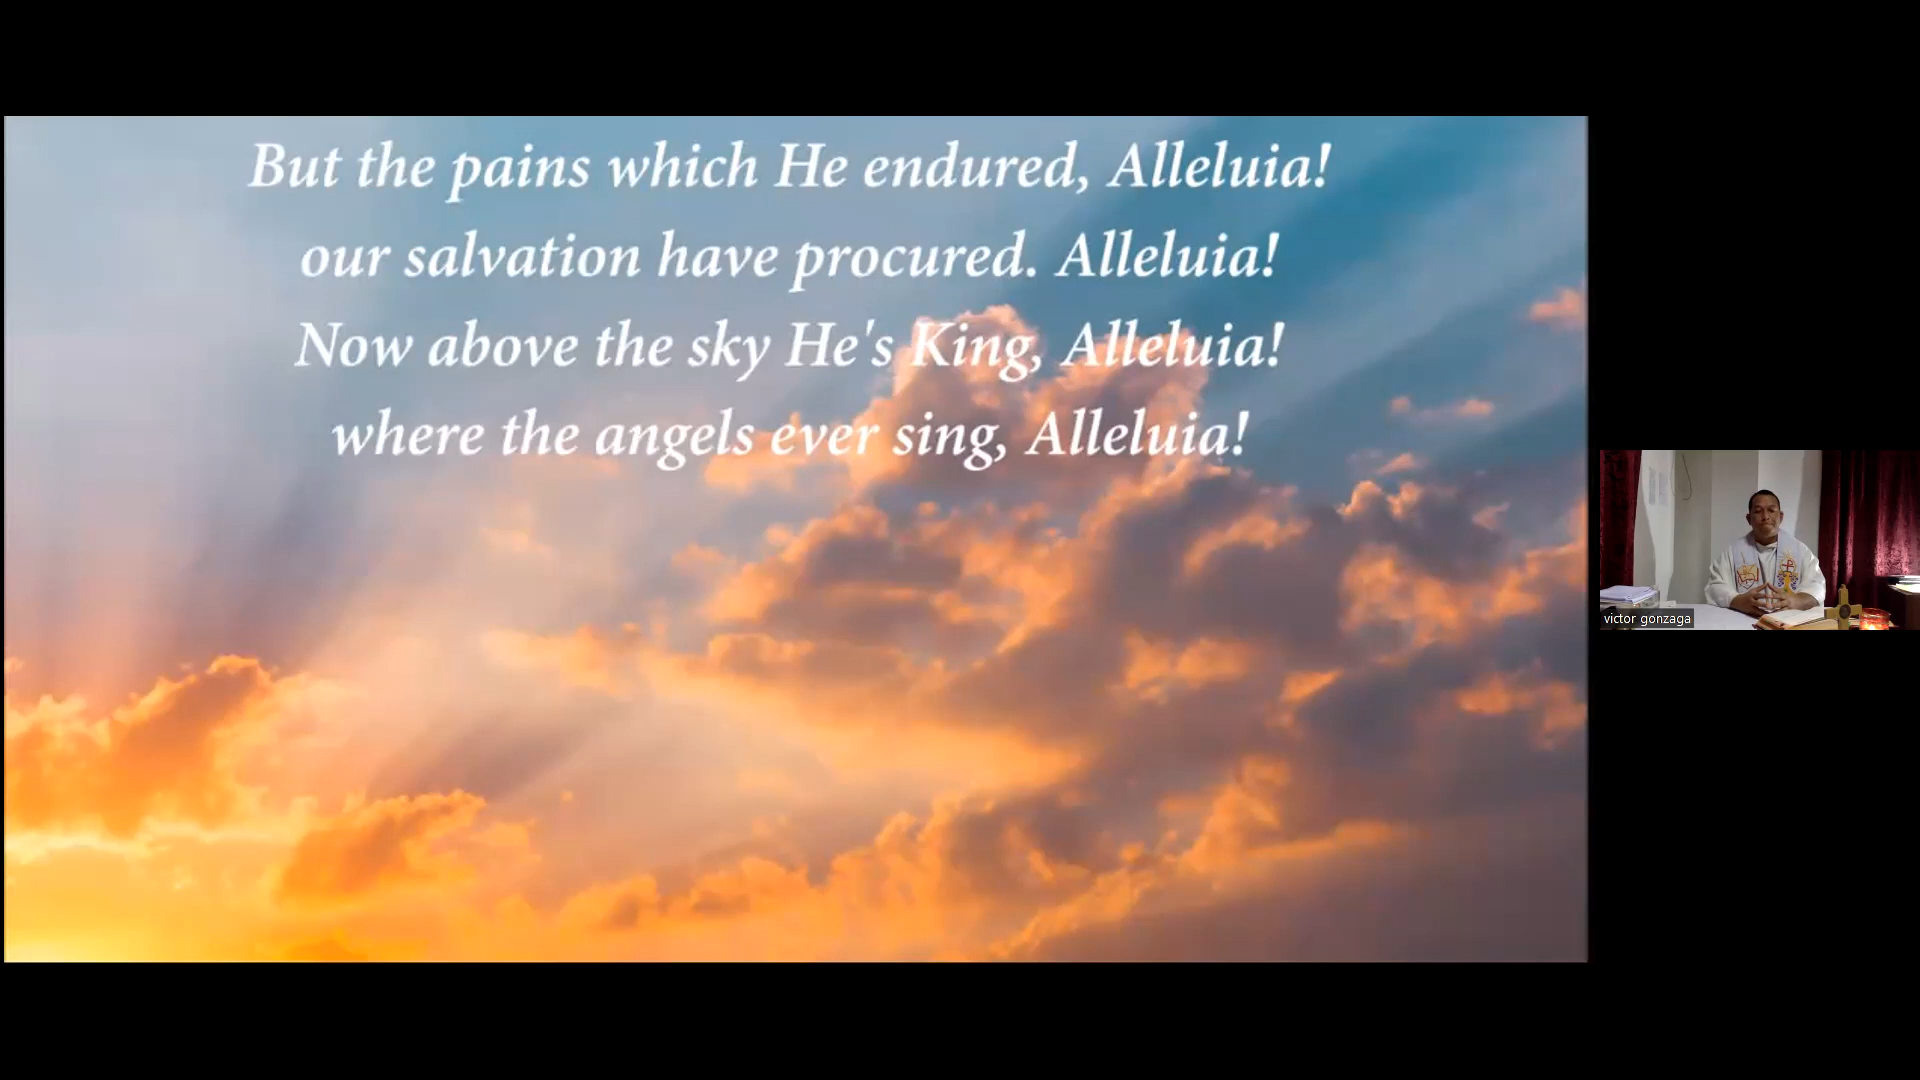 But the pains which He endured, Alleluia!
our salvation have procured. Alleluia!
Now above the sky He's King, Alleluia!
where the angels ever sing, Alleluia!
victor gonzaga